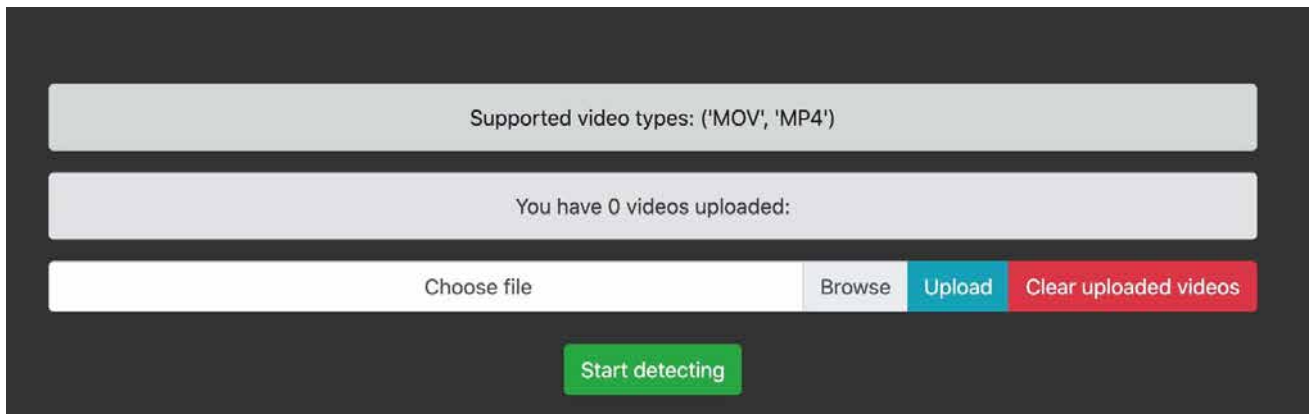 Supported video types: ('MOV', 'MP4')
You have 0 videos uploaded:
Choose file Browse Upload Clear uploaded videos
Start detecting